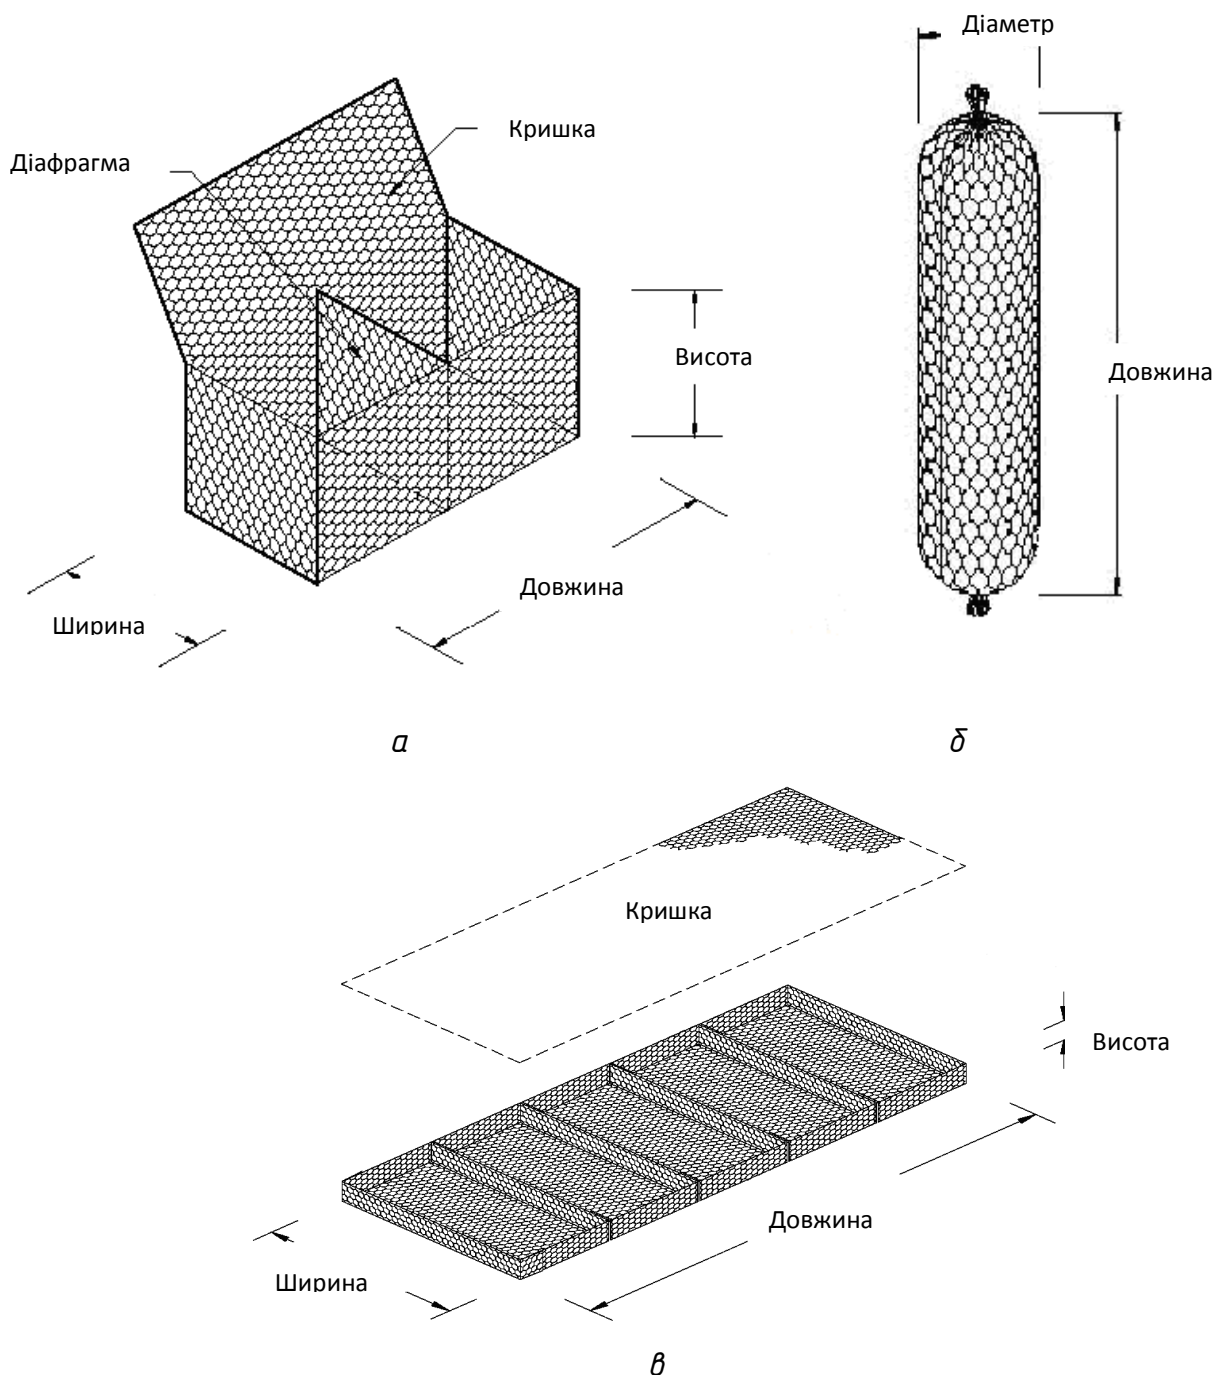 Діаметр
Кришка
Діафрагма
Висота
Довжина
Довжина
Ширина
а
б
Кришка
Висота
Довжина
Ширина
в